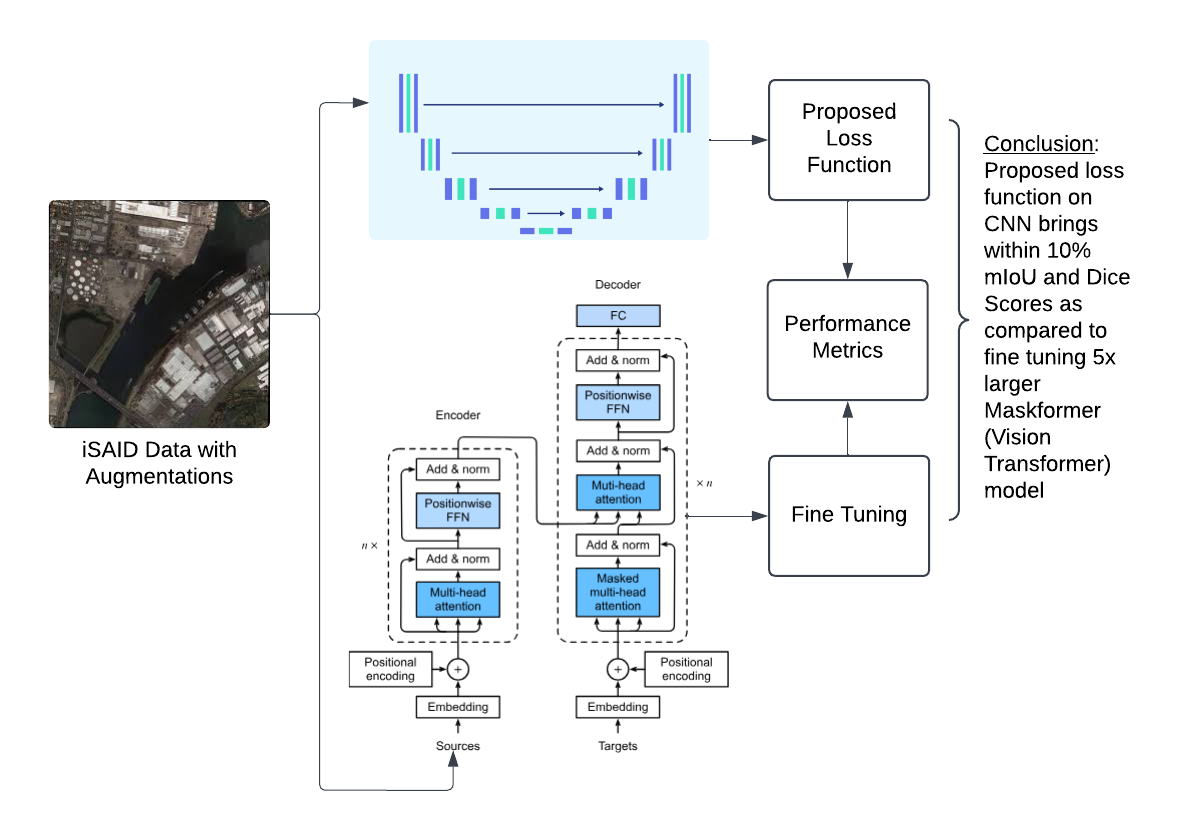 iSAID Data with
Augmentations
Proposed
Loss
Function
Performance
Metrics
Fine Tuning
Conclusion:
Proposed loss
function on
CNN brings
within 10%
mIoU and Dice
Scores as
compared to
fine tuning 5x
larger
Maskformer
(Vision
Transformer)
model
Encoder
Add & norm
Positionwise
FFN
n ×
Add & norm
Multi-head
attention
Positional
encoding
+
Embedding
Sources
Decoder
FC
Add & norm
Positionwise
FFN
Add & norm
Muti-head
attention
× n
Add & norm
Masked
multi-head
attention
+
Positional
encoding
Embedding
Targets